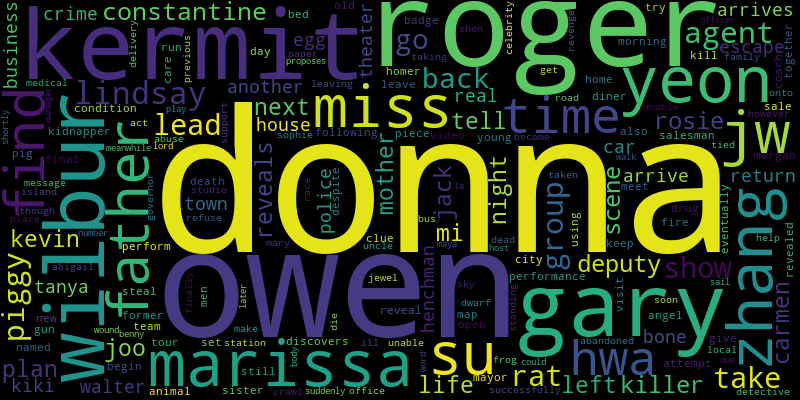 crime constantine theater roger go arrives
business kermit egg bed day agent escape
delivery care run previous celebrity badge old morning try
homer officer taking revenge kill family together
medical paper leaving leave back yeon coach
lindsay another real diner home road onto
condition next miss time rosie jw
find wilbur lead house tell sale salesman
shortly kidnapper act play abuse support sophie following piece video young become also double however
manager father reveals mother jack night car tied morgan
pig final lord police despite scene walk arrive return
message meanwhile donna taken meet
island though death studio race la group refuse drug zhang
place governor town using fire eventually help
kevin number mary bus dead maya mi host clue keep revealed
piggy perform uncle owen city deputy show
tanya abigail steal finally men later jewel performance gary angel carmen
new former reveal sky dwarf map henchman open standing visit soon bone give
gun wound team make die sail local
named benny joo tour set station discovers ill unable su hwa abandoned due
plan begin marissa word frog could rat left killer attempt take
kiki walter animal sister still crawl body suddenly office life mayor successfully detective
shen proposes